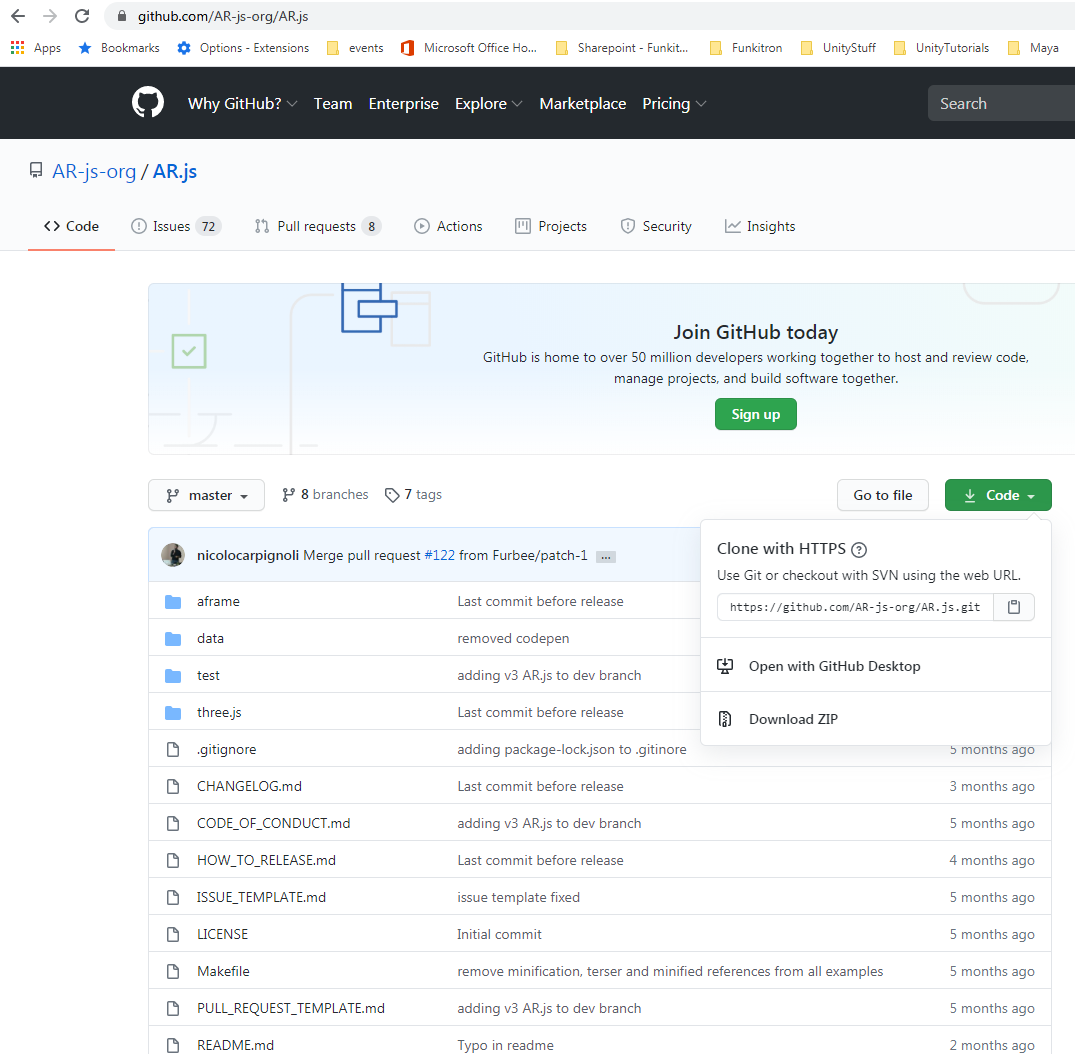 github.com/AR-js-org/AR.js
Apps Bookmarks Options - Extensions events Microsoft Office Ho... Sharepoint - Funkit... Funkitron UnityStuff UnityTutorials Maya
Why GitHub? Team Enterprise Explore Marketplace Pricing Search
AR-js-org / AR.js
<> Code Issues 72 Pull requests 8 Actions Projects Security Insights
Join GitHub today
GitHub is home to over 50 million developers working together to host and review code,
manage projects, and build software together.
Sign up
master 8 branches 7 tags Go to file Code
nicolocarpignoli Merge pull request #122 from Furbee/patch-1 ...
Clone with HTTPS ?
Use Git or checkout with SVN using the web URL.
https://github.com/AR-js-org/AR.js.git
Open with GitHub Desktop
Download ZIP
aframe Last commit before release
data removed codepen
test adding v3 AR.js to dev branch
three.js Last commit before release
.gitignore adding package-lock.json to .gitinore 5 months ago
CHANGELOG.md Last commit before release 3 months ago
CODE_OF_CONDUCT.md adding v3 AR.js to dev branch 5 months ago
HOW_TO_RELEASE.md Last commit before release 4 months ago
ISSUE_TEMPLATE.md issue template fixed 5 months ago
LICENSE Initial commit 5 months ago
Makefile remove minification, terser and minified references from all examples 5 months ago
PULL_REQUEST_TEMPLATE.md adding v3 AR.js to dev branch 5 months ago
README.md Typo in readme 2 months ago